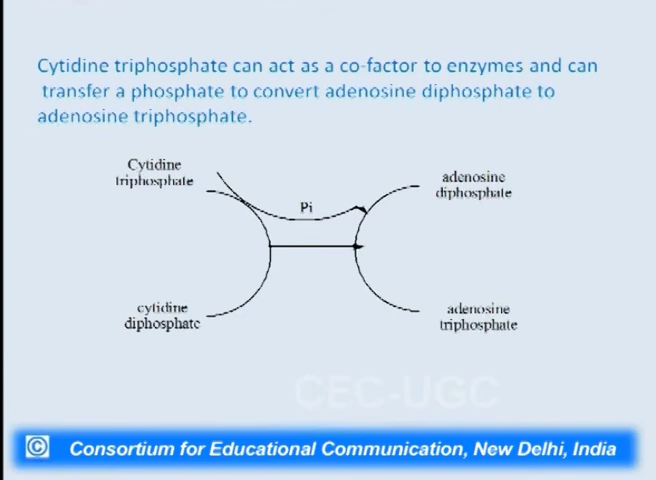 Cytidine triphosphate can act as a co-factor to enzymes and can
transfer a phosphate to convert adenosine diphosphate to
adenosine triphosphate.
Cytidine
triphosphate
Pi
adenosine
diphosphate
cytidine
diphosphate
adenosine
triphosphate
CEC-UGC
© Consortium for Educational Communication, New Delhi, India